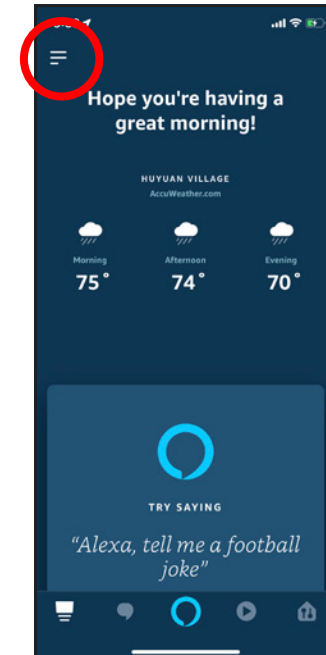 Hope you're having a
great morning!
HUYUAN VILLAGE
AccuWeather.com
Morning Afternoon Evening
75° 74° 70°
TRY SAYING
“Alexa, tell me a football
joke”